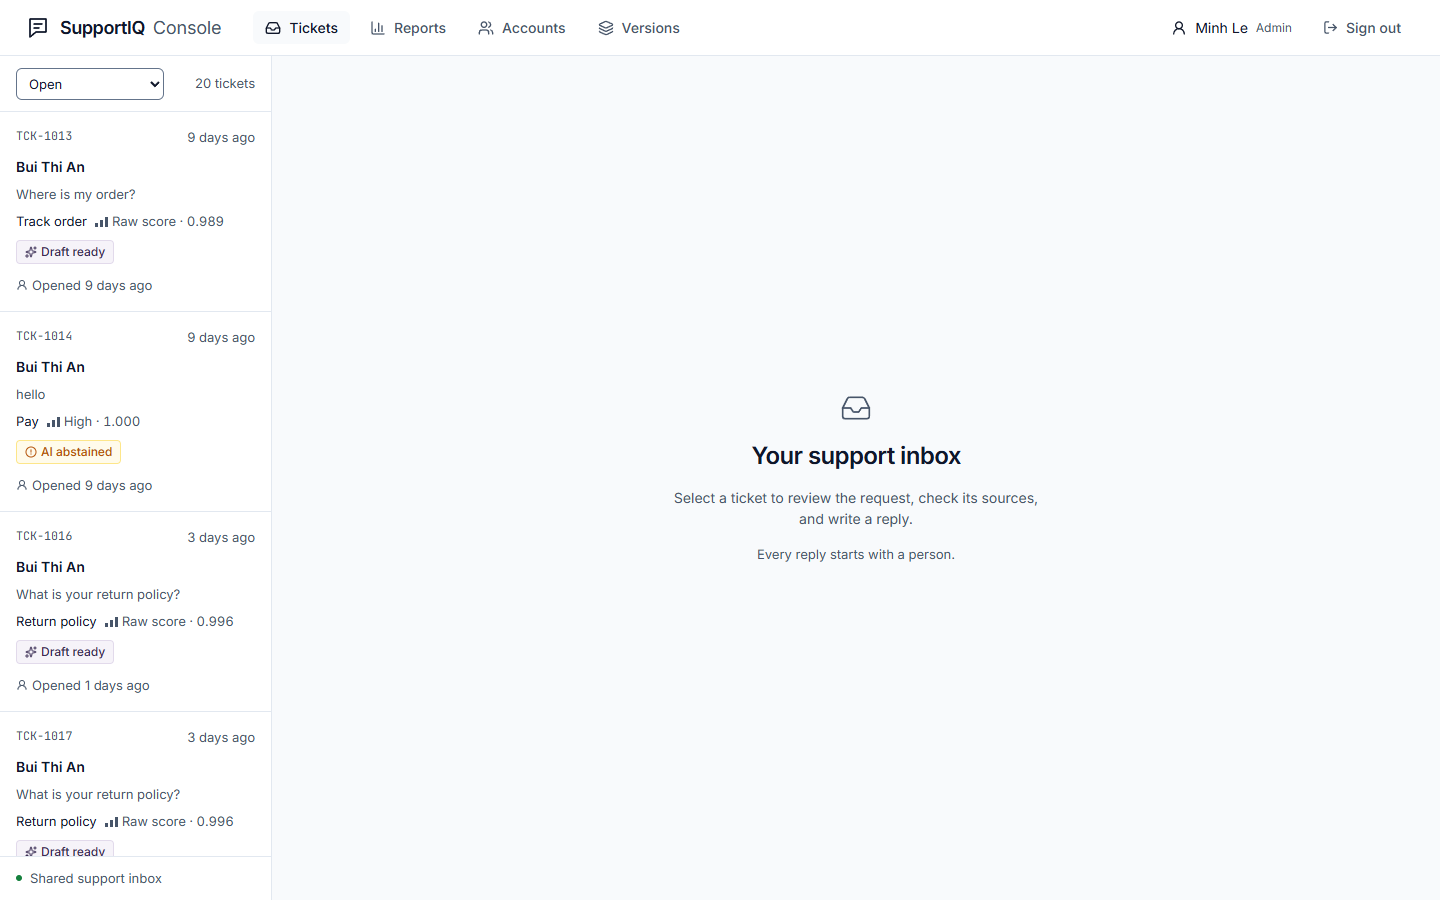 SupportIQ Console
Tickets
Reports
Accounts
Versions
Minh Le Admin
Sign out
Open
20 tickets
TCK-1013
9 days ago
Bui Thi An
Where is my order?
Track order Raw score · 0.989
Draft ready
Opened 9 days ago
TCK-1014
9 days ago
Bui Thi An
hello
Pay High · 1.000
AI abstained
Opened 9 days ago
TCK-1016
3 days ago
Bui Thi An
What is your return policy?
Return policy Raw score · 0.996
Draft ready
Opened 1 days ago
TCK-1017
3 days ago
Bui Thi An
What is your return policy?
Return policy Raw score · 0.996
Draft ready
Shared support inbox
Your support inbox
Select a ticket to review the request, check its sources,
and write a reply.
Every reply starts with a person.